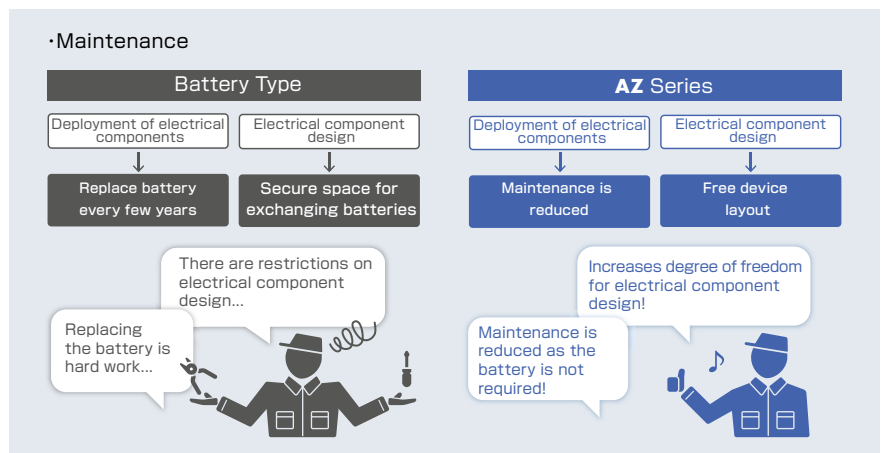 ·Maintenance
Battery Type
Deployment of electrical
components
Electrical component
design
Replace battery
every few years
Secure space for
exchanging batteries
There are restrictions on
electrical component
design...
Replacing
the battery is
hard work...
AZ Series
Deployment of electrical
components
Electrical component
design
Maintenance is
reduced
Free device
layout
Increases degree of freedom
for electrical component
design!
Maintenance is
reduced as the
battery is not
required!